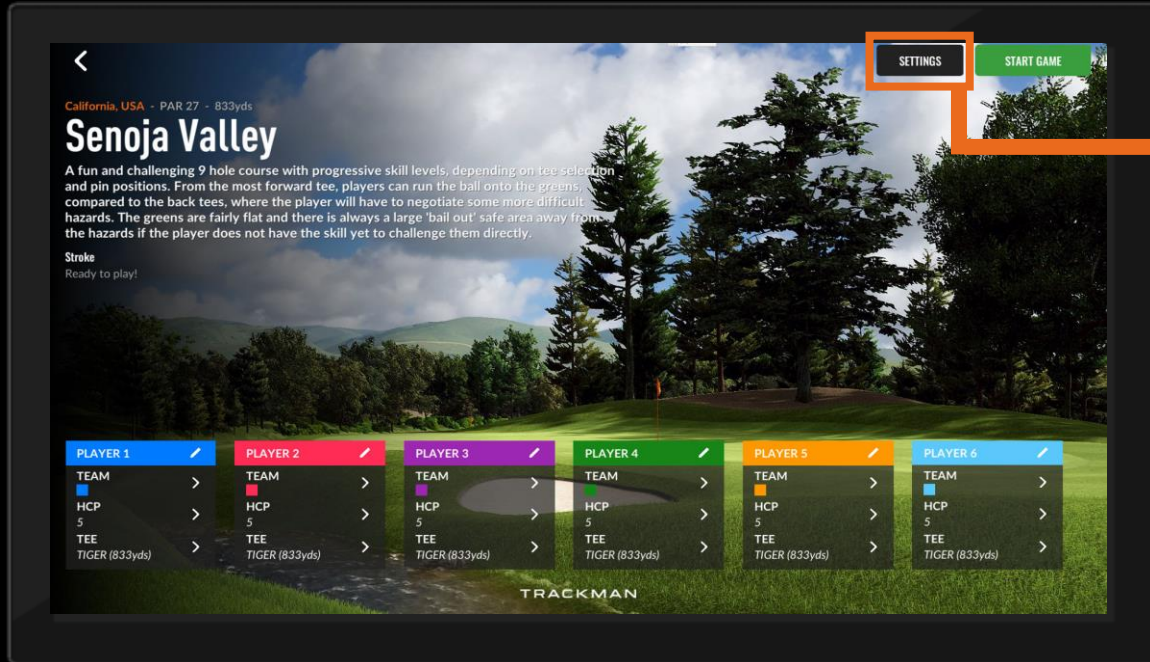 SETTINGS
START GAME
California, USA - PAR 27 - 833yds
Senoja Valley
A fun and challenging 9 hole course with progressive skill levels, depending on tee selection
and pin positions. From the most forward tee, players can run the ball onto the greens,
compared to the back tees, where the player will have to negotiate some more difficult
hazards. The greens are fairly flat and there is always a large 'bail out' safe area away from
the hazards if the player does not have the skill yet to challenge them directly.
Stroke
Ready to play!
PLAYER 1
TEAM
HCP
5
TEE
TIGER (833yds)
PLAYER 2
TEAM
HCP
5
TEE
TIGER (833yds)
PLAYER 3
TEAM
HCP
5
TEE
TIGER (833yds)
PLAYER 4
TEAM
HCP
5
TEE
TIGER (833yds)
PLAYER 5
TEAM
HCP
5
TEE
TIGER (833yds)
PLAYER 6
TEAM
HCP
5
TEE
TIGER (833yds)
TRACKMAN